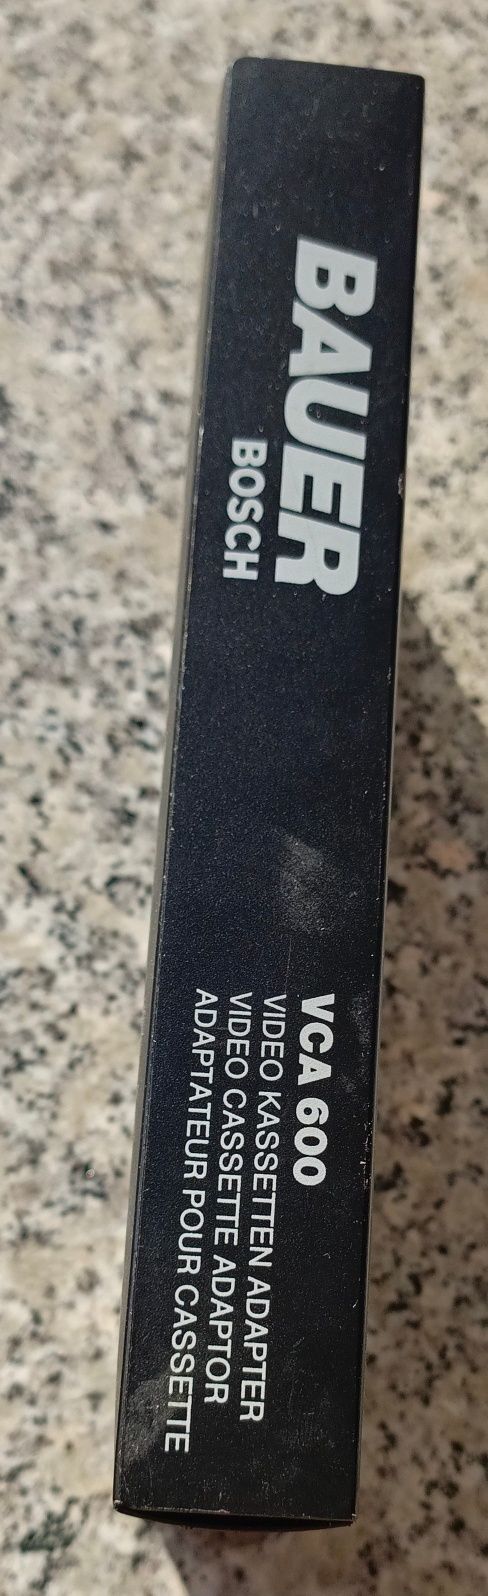 BAUER
BOSCH
VCA 600
VIDEO KASSETTEN ADAPTER
VIDEO CASSETTE ADAPTOR
ADAPTATEUR POUR CASSETTE